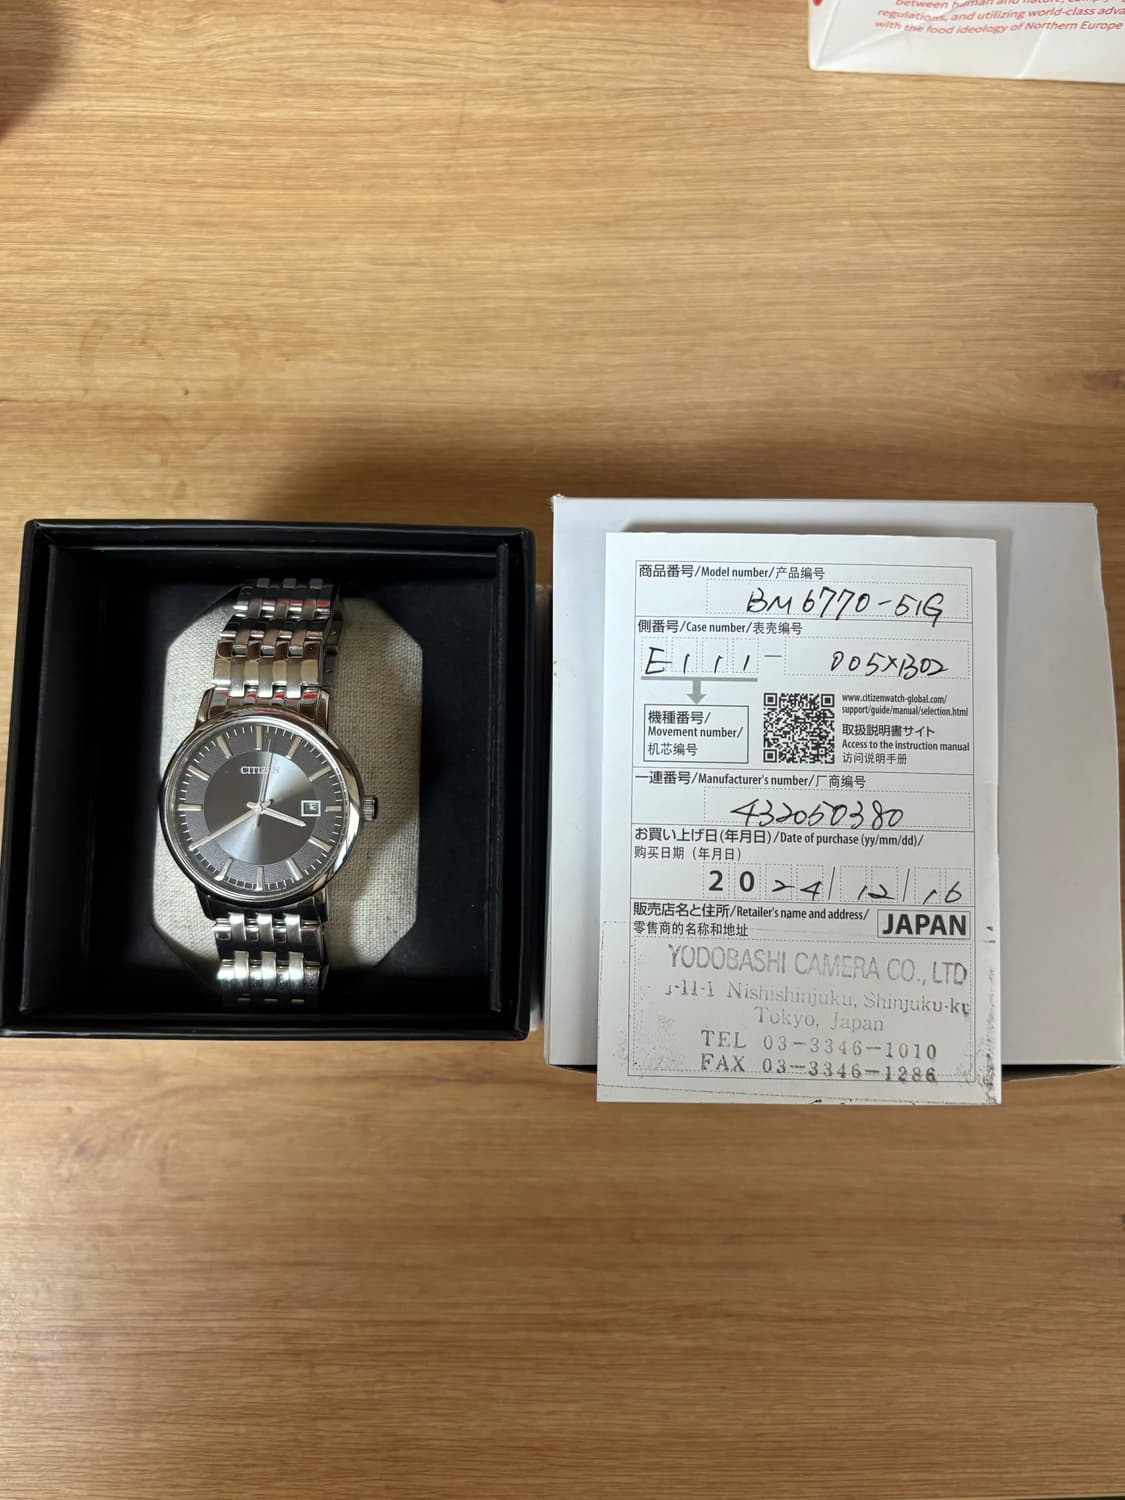 between human and nature,
regulations, and utilizing world-class adva
with the food ideology of Northern Europe
CITIZEN
商品番号/Model number/产品编号
BM6770-51G
側番号/Case number/表壳编号
E111-005XB02
機種番号/
Movement number/
机芯编号
www.citizenwatch-global.com/
support/guide/manual/selection.html
取扱説明書サイト
Access to the instruction manual
访问说明手册
一連番号/Manufacturer's number/厂商编号
432050380
お買い上げ日(年月日)/Date of purchase (yy/mm/dd)/
购买日期 (年月日)
2024/12/16
販売店名と住所/Retailer's name and address/
零售商的名称和地址
JAPAN
YODOBASHI CAMERA CO., LTD
-11-1 Nishishinjuku, Shinjuku-ku
Tokyo, Japan
TEL 03-3346-1010
FAX 03-3346-1286